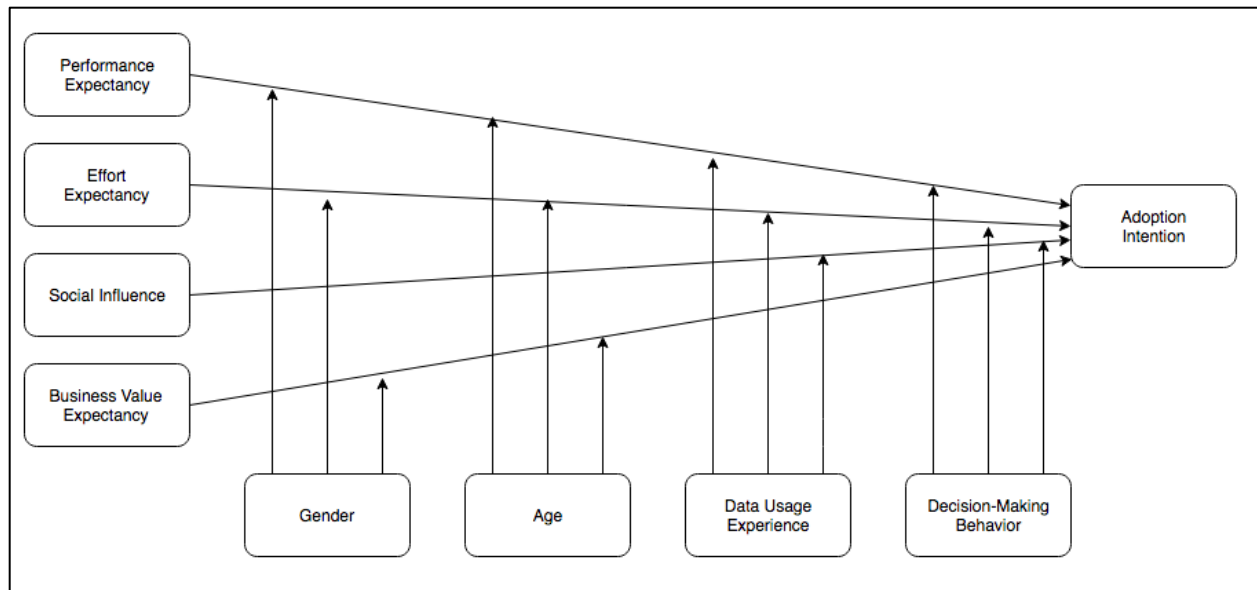 Performance
Expectancy
Effort
Expectancy
Social Influence
Business Value
Expectancy
Adoption
Intention
Gender
Age
Data Usage
Experience
Decision-Making
Behavior